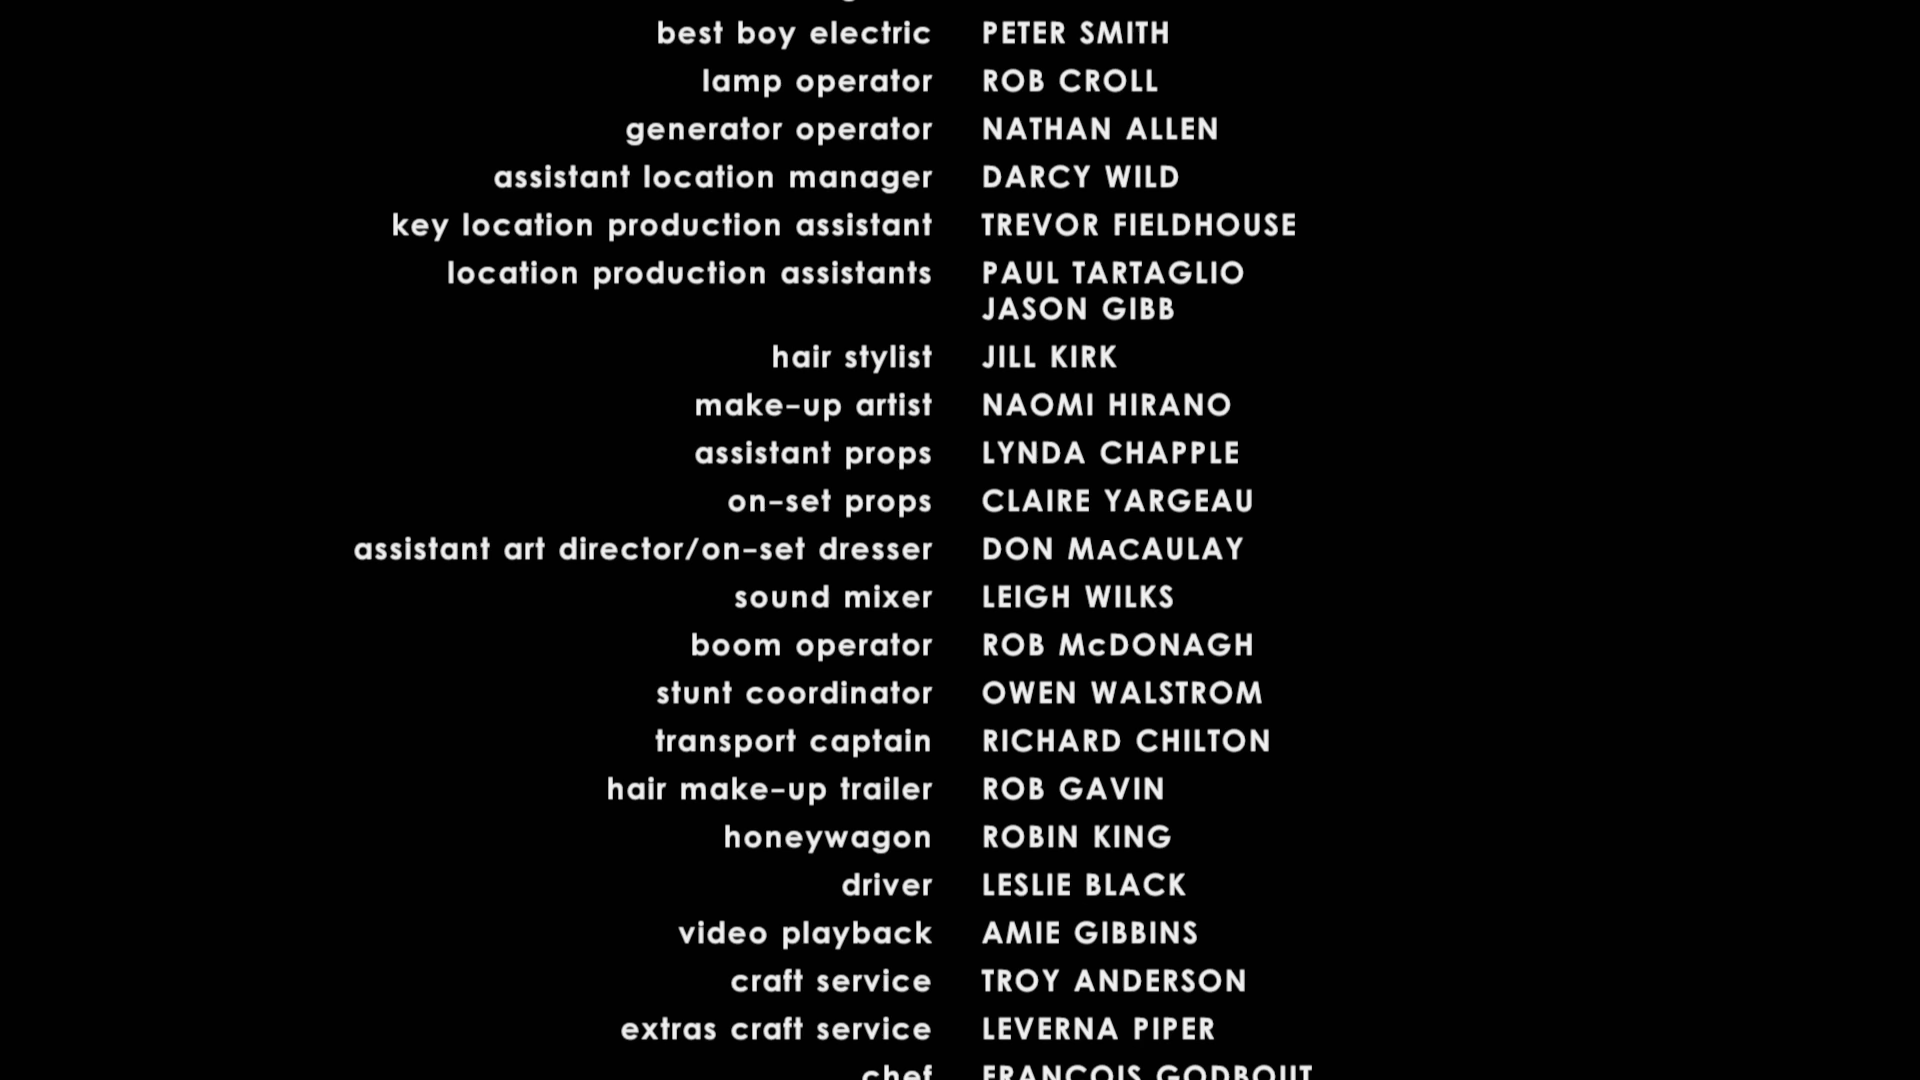 best boy electric PETER SMITH
lamp operator ROB CROLL
generator operator NATHAN ALLEN
assistant location manager DARCY WILD
key location production assistant TREVOR FIELDHOUSE
location production assistants PAUL TARTAGLIO
JASON GIBB
hair stylist JILL KIRK
make-up artist NAOMI HIRANO
assistant props LYNDA CHAPPLE
on-set props CLAIRE YARGEAU
assistant art director/on-set dresser DON MACAULAY
sound mixer LEIGH WILKS
boom operator ROB McDONAGH
stunt coordinator OWEN WALSTROM
transport captain RICHARD CHILTON
hair make-up trailer ROB GAVIN
honeywagon ROBIN KING
driver LESLIE BLACK
video playback AMIE GIBBINS
craft service TROY ANDERSON
extras craft service LEVERNA PIPER
chef FRANCOIS GODBOUT